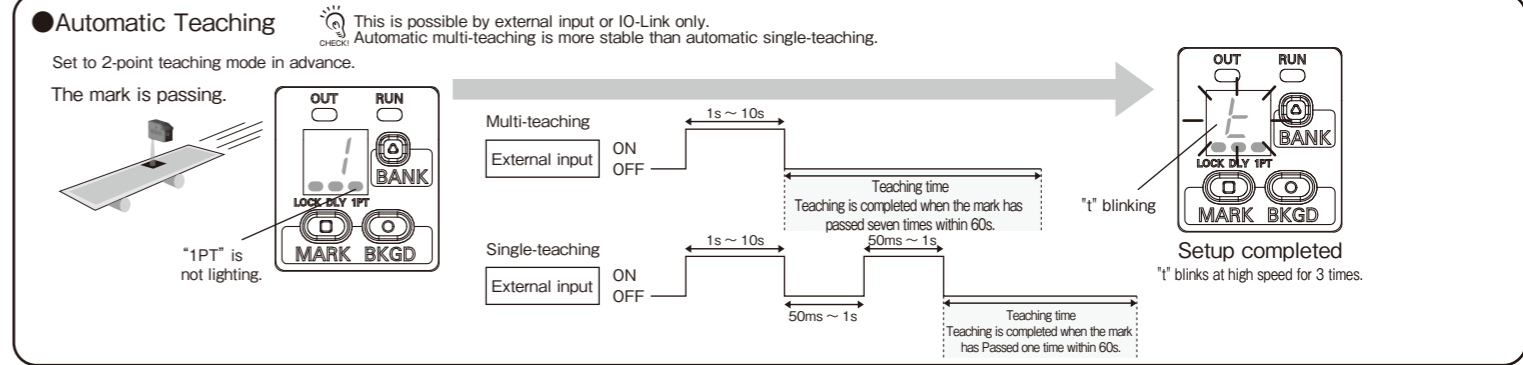 ●Automatic Teaching
CHECK!
This is possible by external input or IO-Link only.
Automatic multi-teaching is more stable than automatic single-teaching.
Set to 2-point teaching mode in advance.
The mark is passing.
OUT RUN
1
BANK
LOCK DLY 1PT
MARK BKGD
"1PT" is
not lighting.
Multi-teaching
External input
ON
OFF
1s ～ 10s
Teaching time
Teaching is completed when the mark has
passed seven times within 60s.
Single-teaching
External input
ON
OFF
1s ～ 10s
50ms ～ 1s
50ms ～ 1s
Teaching time
Teaching is completed when the mark
has Passed one time within 60s.
OUT RUN
t
BANK
LOCK DLY 1PT
MARK BKGD
"t" blinking
Setup completed
"t" blinks at high speed for 3 times.